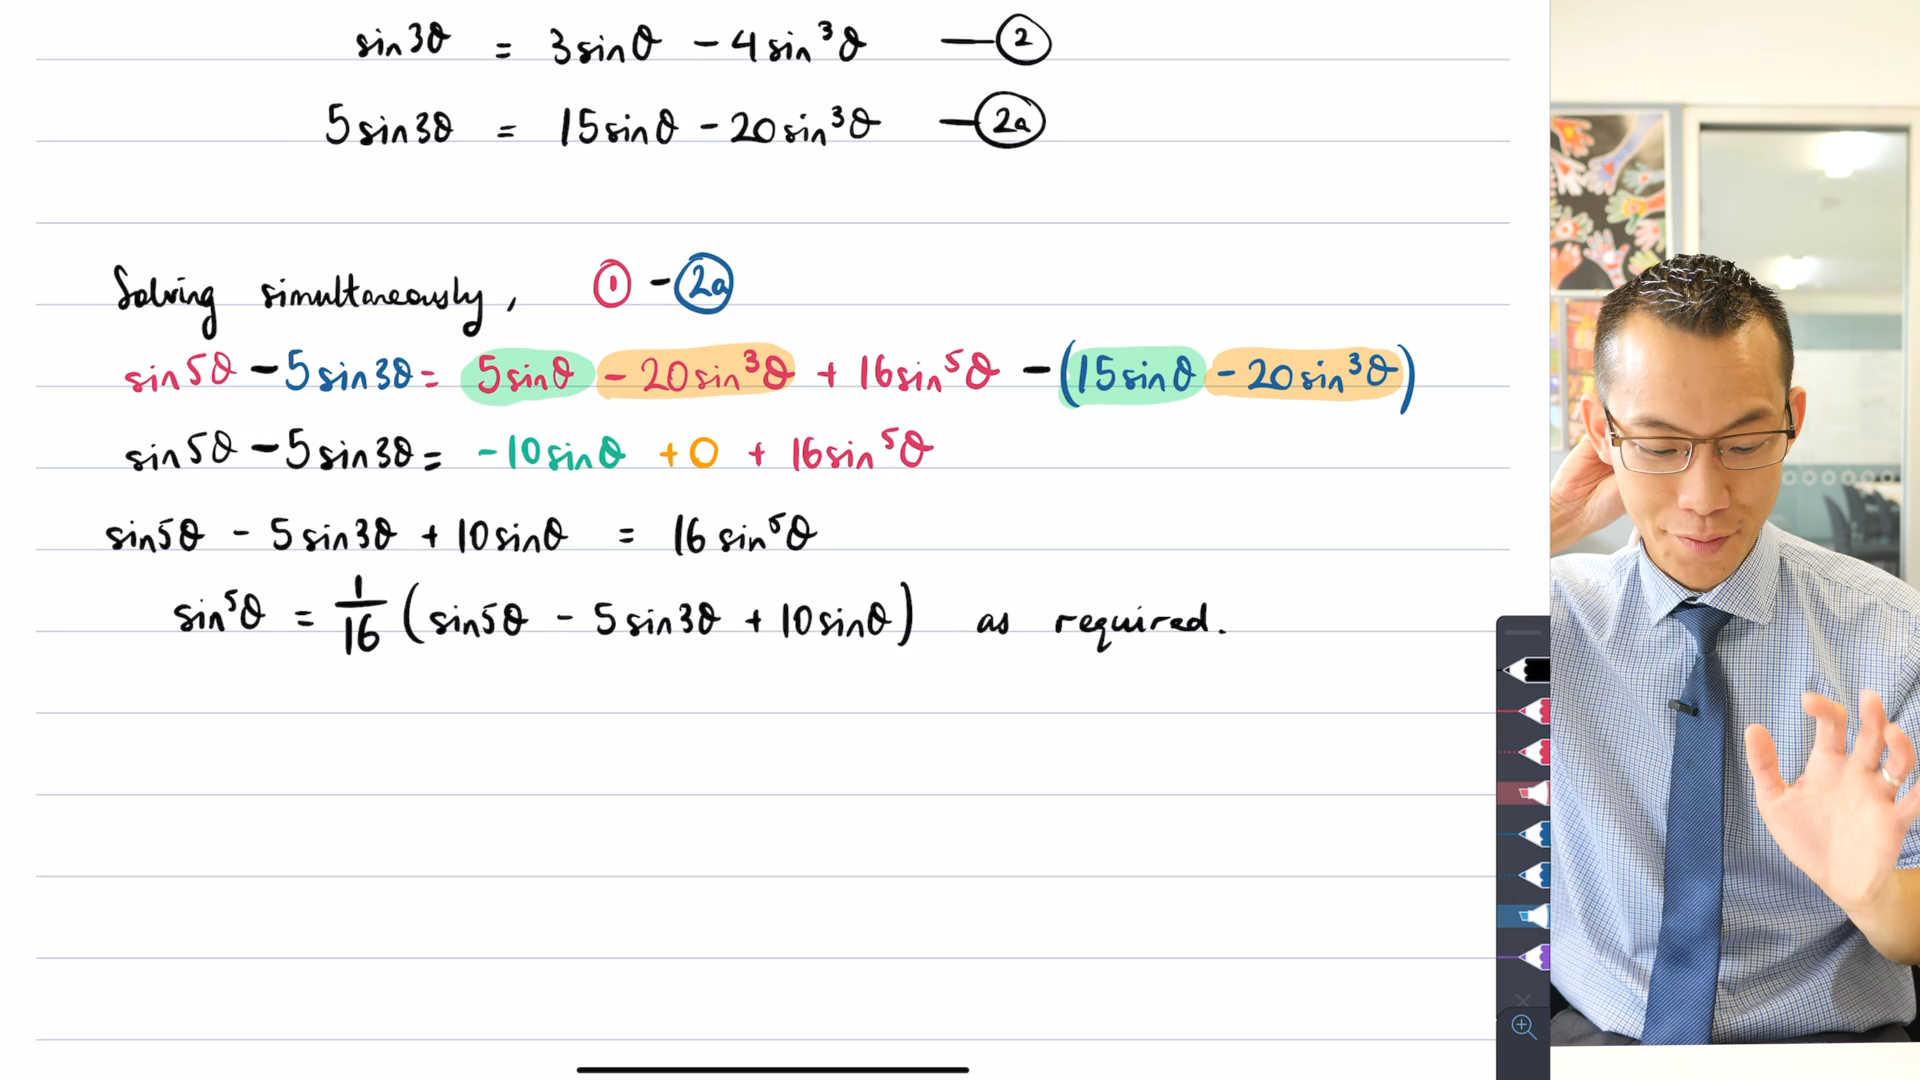 sin3θ = 3sinθ - 4sin³θ —②
5sin3θ = 15sinθ - 20sin³θ —(2a)
Solving simultaneously, ① - (2a)
sin5θ - 5sin3θ = 5sinθ - 20sin³θ + 16sin⁵θ - (15sinθ - 20sin³θ)
sin5θ - 5sin3θ = -10sinθ + 0 + 16sin⁵θ
sin5θ - 5sin3θ + 10sinθ = 16sin⁵θ
sin⁵θ = 1/16 (sin5θ - 5sin3θ + 10sinθ) as required.